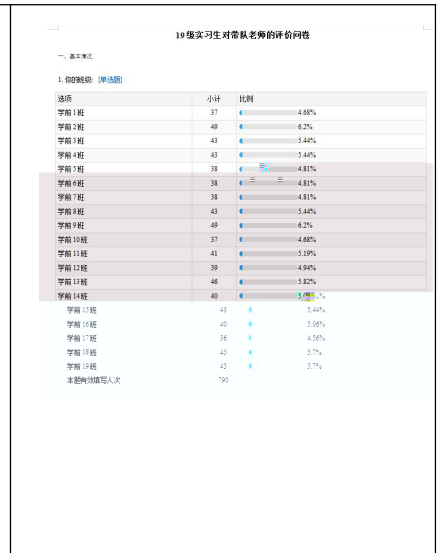 19级实习生对带队老师的评价问卷
一、基本情况
1. 你的班级: [单选题]
选项 小计 比例
学前1班 37 4.68%
学前2班 49 6.2%
学前3班 43 5.44%
学前4班 43 5.44%
学前5班 38 4.81%
学前6班 38 4.81%
学前7班 38 4.81%
学前8班 43 5.44%
学前9班 49 6.2%
学前10班 37 4.68%
学前11班 41 5.19%
学前12班 39 4.94%
学前13班 46 5.82%
学前14班 40
学前15班 43 5.44%
学前16班 40 5.06%
学前17班 36 4.56%
学前18班 45 5.7%
学前19班 45 5.7%
本题有效填写人次 790